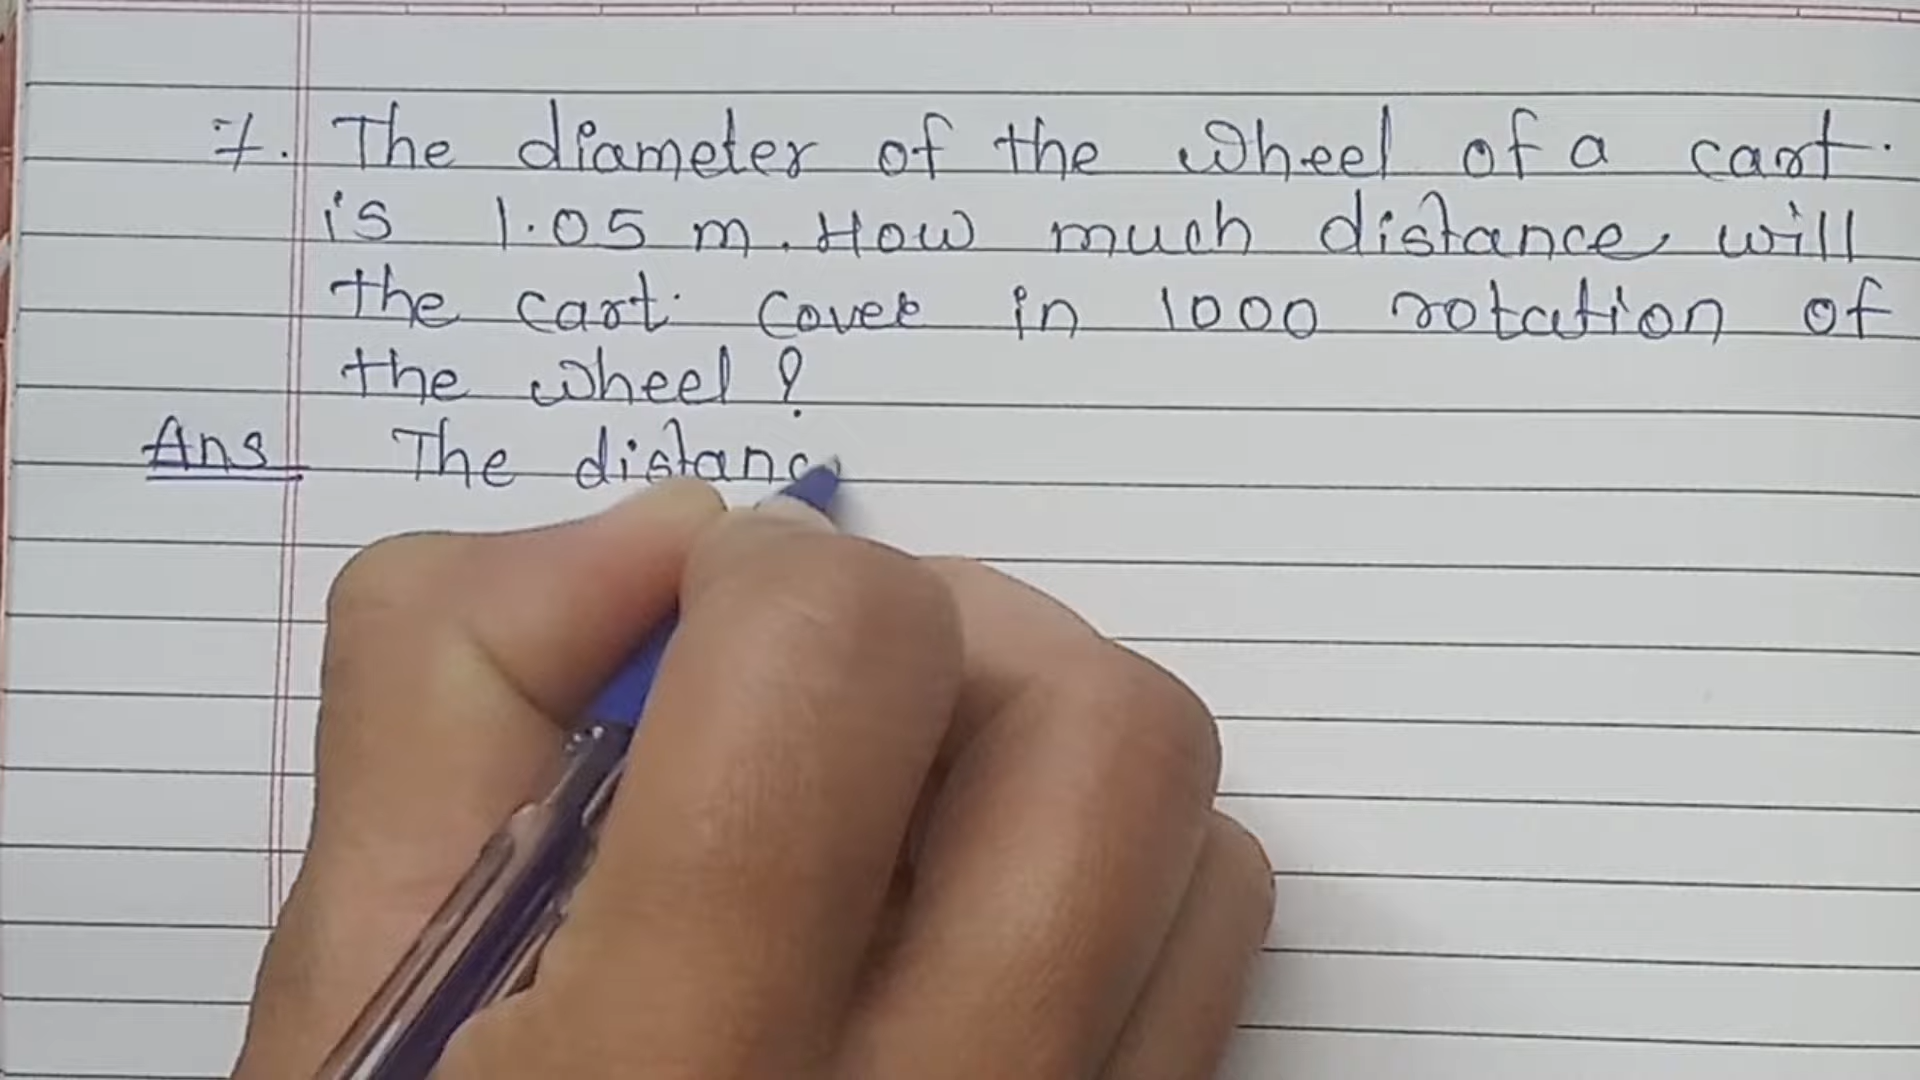 7. The diameter of the wheel of a cart
is 1.05 m. How much distance will
the cart cover in 1000 rotation of
the wheel?
Ans The distanc